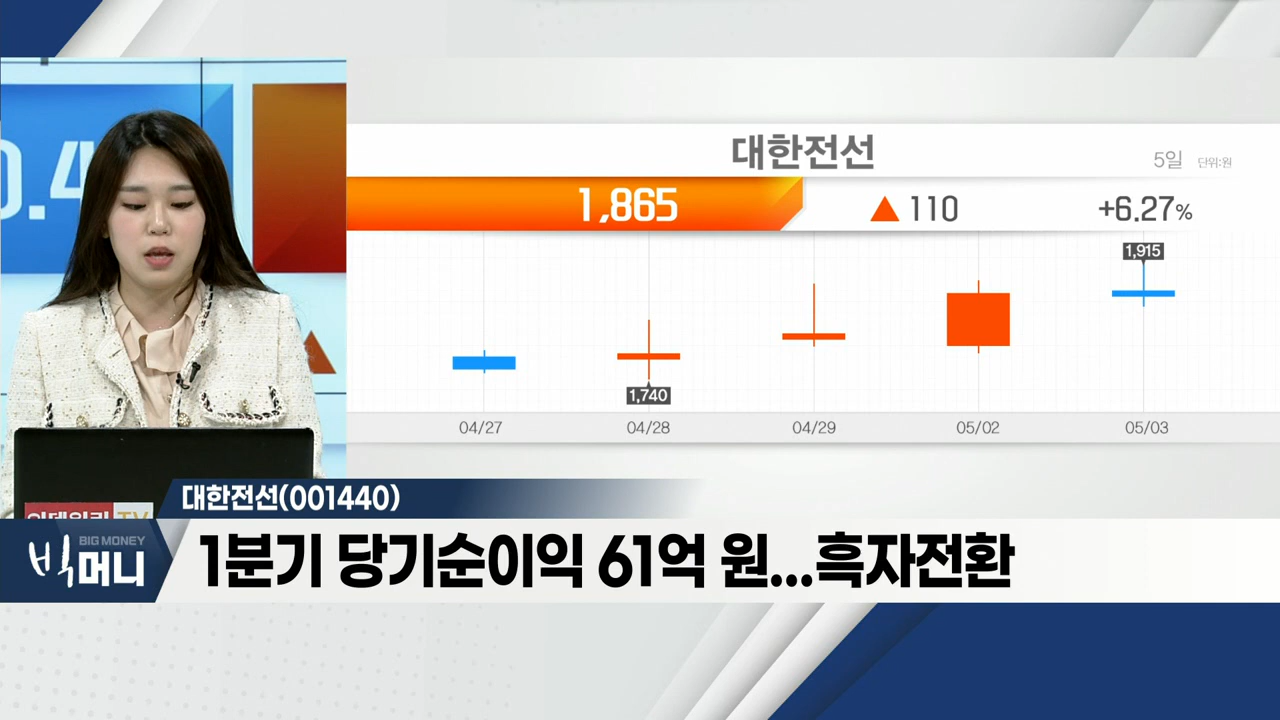 대한전선
5일 단위:원
1,865 ▲ 110 +6.27%
1,915
1,740
04/27 04/28 04/29 05/02 05/03
대한전선(001440)
BIG MONEY
빅머니
1분기 당기순이익 61억 원...흑자전환